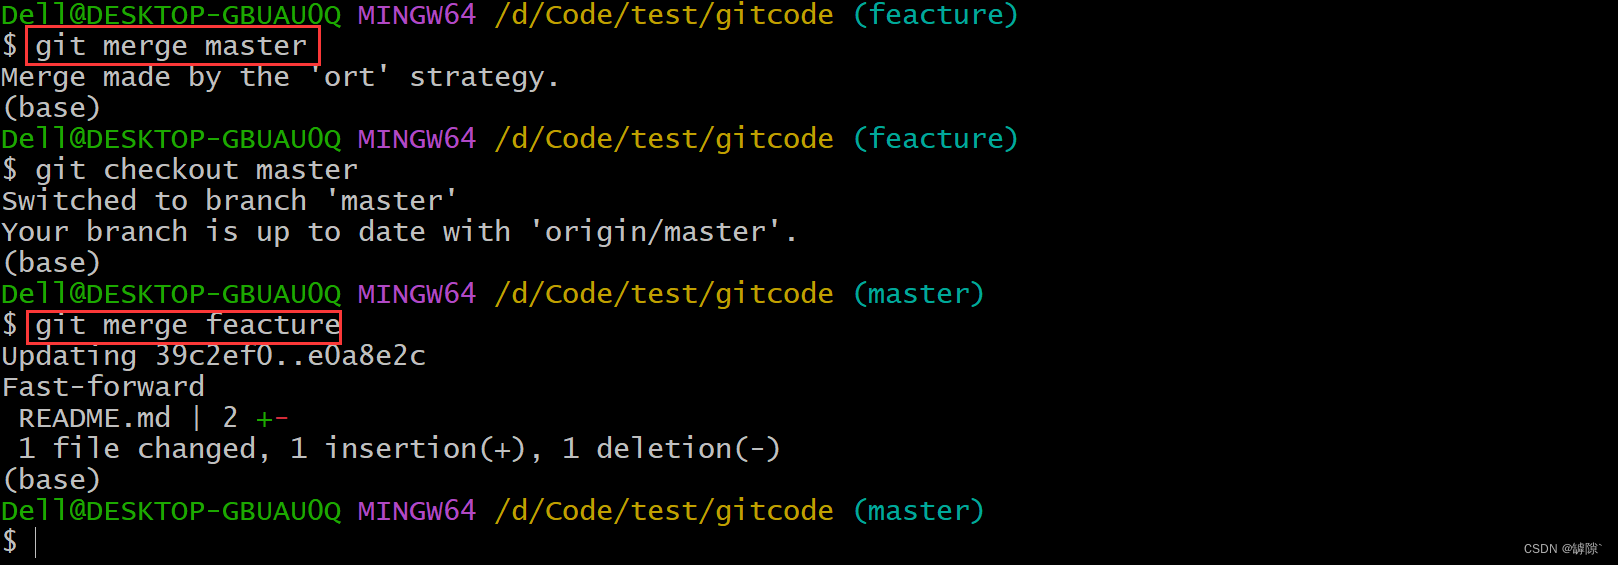 Dell@DESKTOP-GBUAU0Q MINGW64 /d/Code/test/gitcode (feacture)
$ git merge master
Merge made by the 'ort' strategy.
(base)
Dell@DESKTOP-GBUAU0Q MINGW64 /d/Code/test/gitcode (feacture)
$ git checkout master
Switched to branch 'master'
Your branch is up to date with 'origin/master'.
(base)
Dell@DESKTOP-GBUAU0Q MINGW64 /d/Code/test/gitcode (master)
$ git merge feacture
Updating 39c2ef0..e0a8e2c
Fast-forward
 README.md | 2 +-
 1 file changed, 1 insertion(+), 1 deletion(-)
(base)
Dell@DESKTOP-GBUAU0Q MINGW64 /d/Code/test/gitcode (master)
$
CSDN @罅隙`